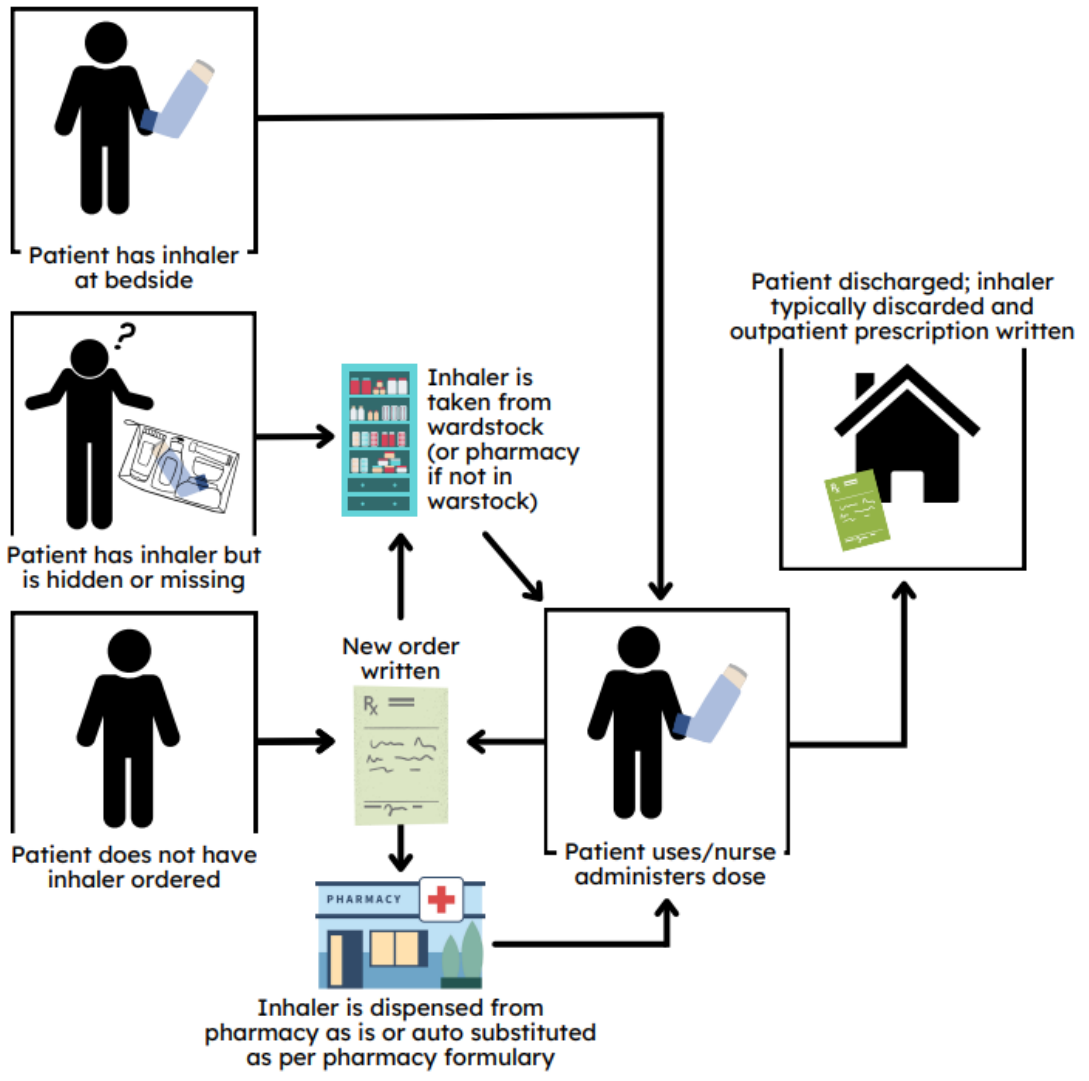 Patient has inhaler
at bedside
?
Patient has inhaler but
is hidden or missing
Patient does not have
inhaler ordered
Inhaler is
taken from
wardstock
(or pharmacy
if not in
warstock)
New order
written
Rx
PHARMACY
Inhaler is dispensed from
pharmacy as is or auto substituted
as per pharmacy formulary
Patient uses/nurse
administers dose
Patient discharged; inhaler
typically discarded and
outpatient prescription written
Rx